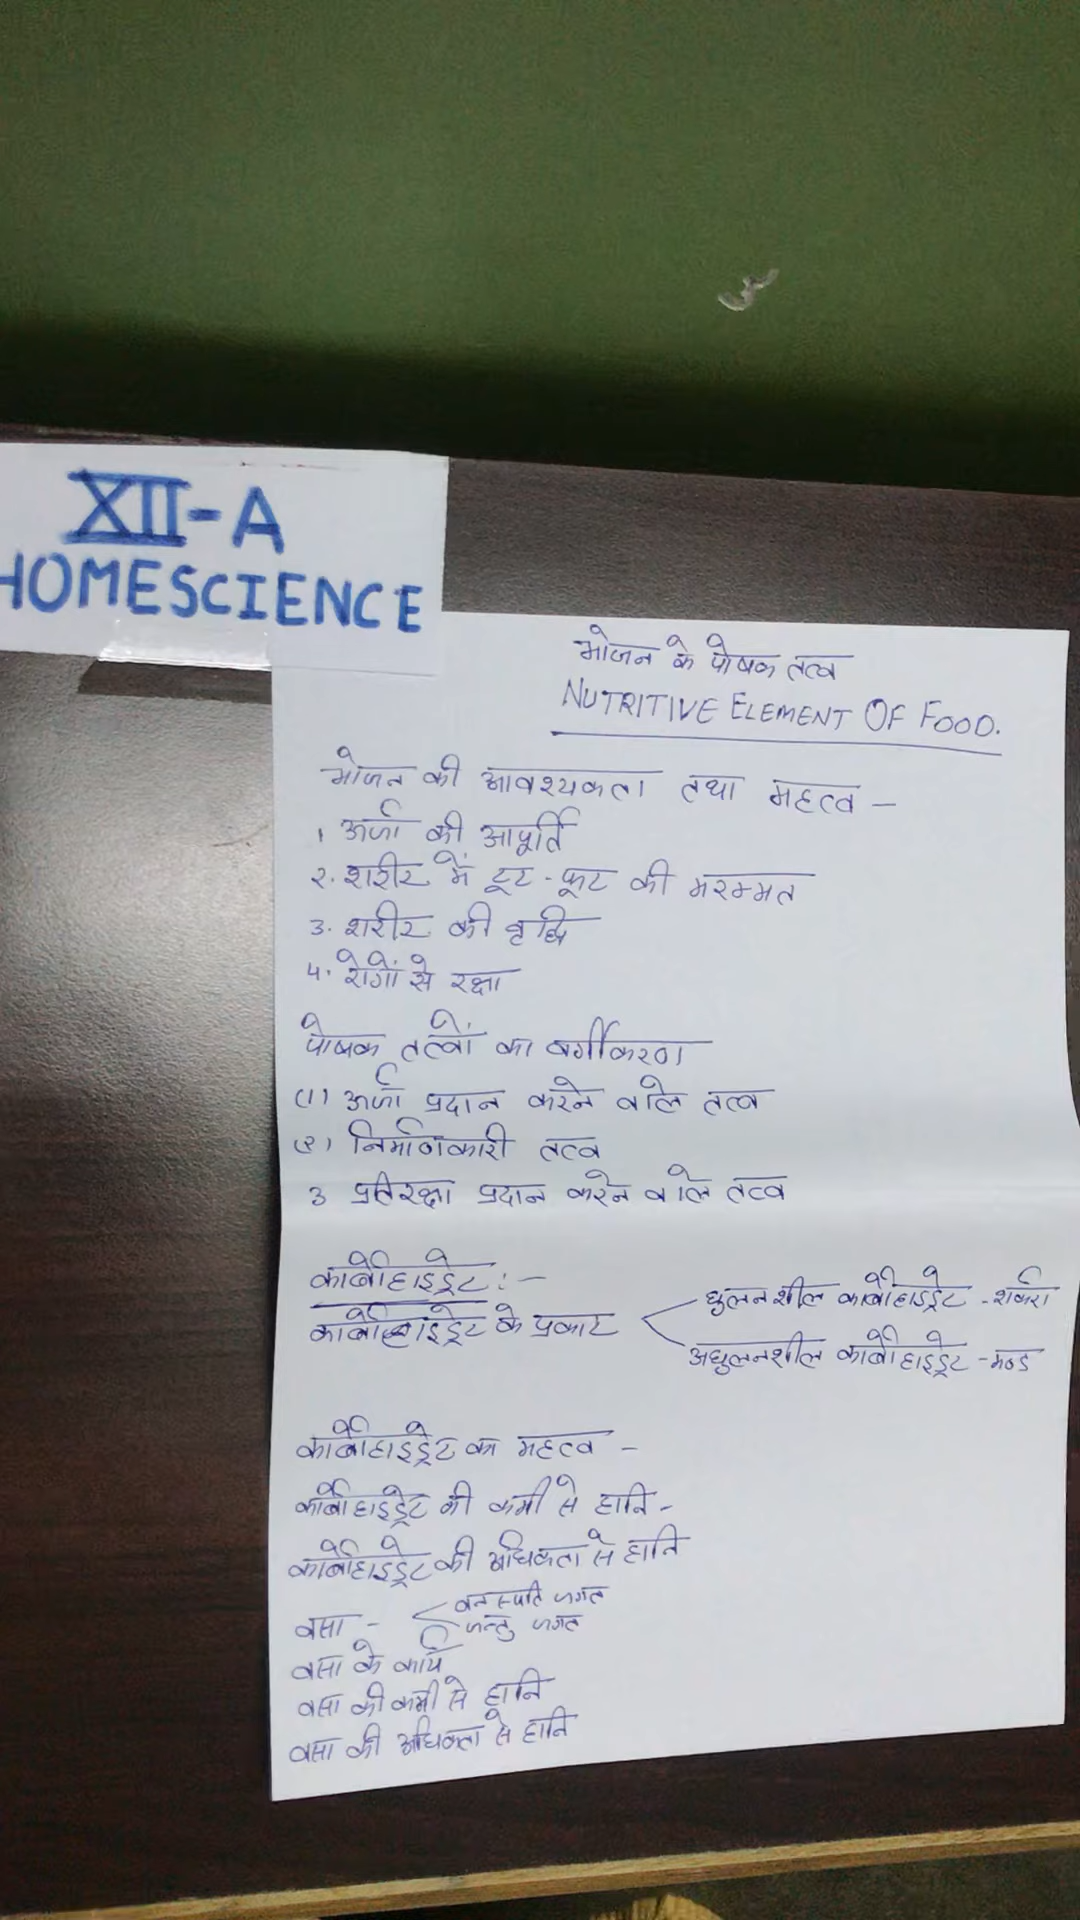 XII-A
HOMESCIENCE
भोजन के पोषक तत्व
NUTRITIVE ELEMENT OF FOOD.
भोजन की आवश्यकता तथा महत्व –
1 ऊर्जा की आपूर्ति
२. शरीर में टूट-फूट की मरम्मत
3. शरीर की वृद्धि
4. रोगों से रक्षा
पोषक तत्वों का वर्गीकरण
(1) ऊर्जा प्रदान करने वाले तत्व
(२) निर्माणकारी तत्व
3 प्रतिरक्षा प्रदान करने वाले तत्व
कार्बोहाइड्रेट :–
कार्बोहाइड्रेट के प्रकार
घुलनशील कार्बोहाइड्रेट - शर्करा
अघुलनशील कार्बोहाइड्रेट - मण्ड
कार्बोहाइड्रेट का महत्व –
कार्बोहाइड्रेट की कमी से हानि -
कार्बोहाइड्रेट की अधिकता से हानि
वसा - वनस्पति जगत
जन्तु जगत
वसा के कार्य
वसा की कमी से हानि
वसा की अधिकता से हानि